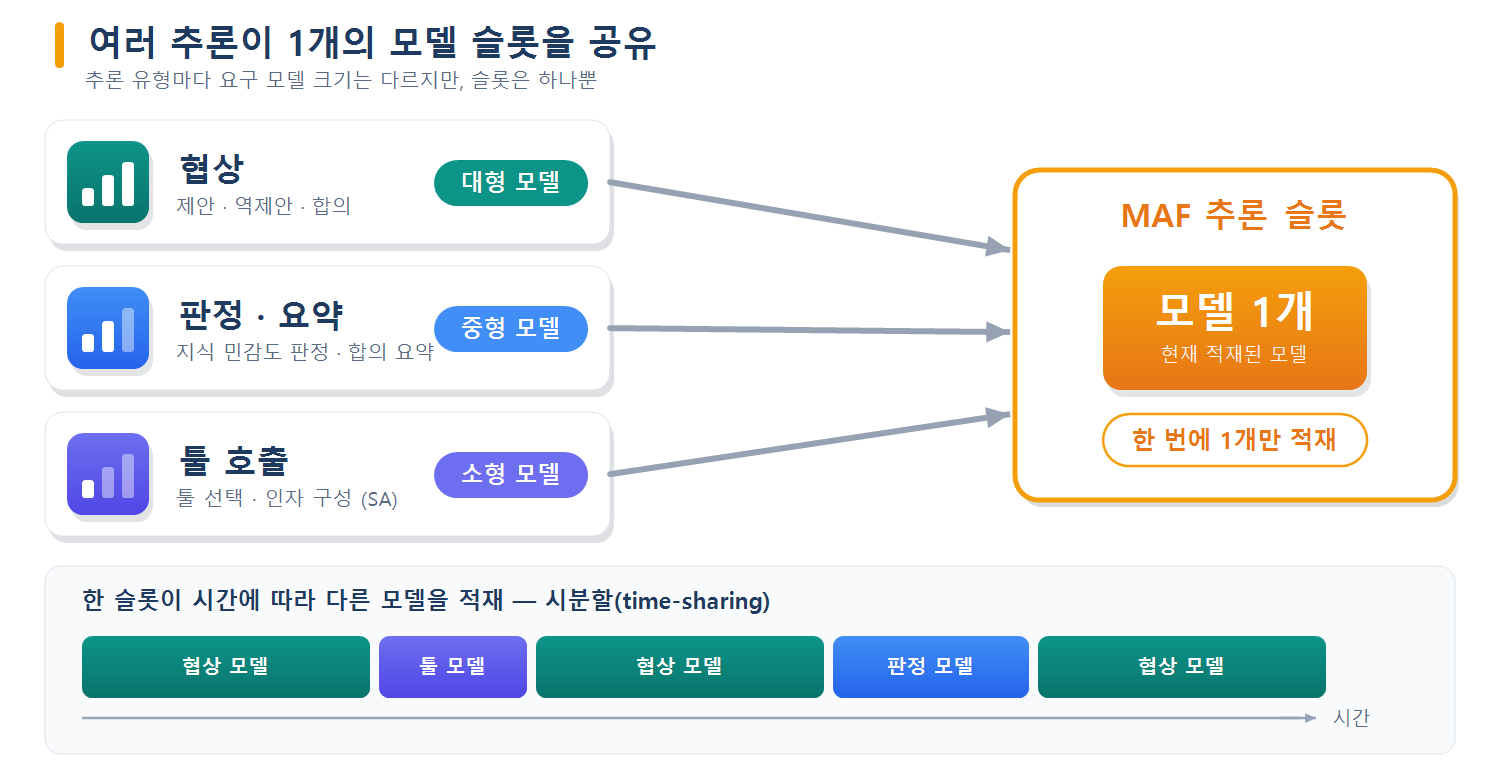 여러 추론이 1개의 모델 슬롯을 공유
추론 유형마다 요구 모델 크기는 다르지만, 슬롯은 하나뿐
협상
제안 · 역제안 · 합의
대형 모델
판정 · 요약
지식 민감도 판정 · 합의 요약
중형 모델
툴 호출
툴 선택 · 인자 구성 (SA)
소형 모델
MAF 추론 슬롯
모델 1개
현재 적재된 모델
한 번에 1개만 적재
한 슬롯이 시간에 따라 다른 모델을 적재 — 시분할(time-sharing)
협상 모델
툴 모델
협상 모델
판정 모델
협상 모델
시간